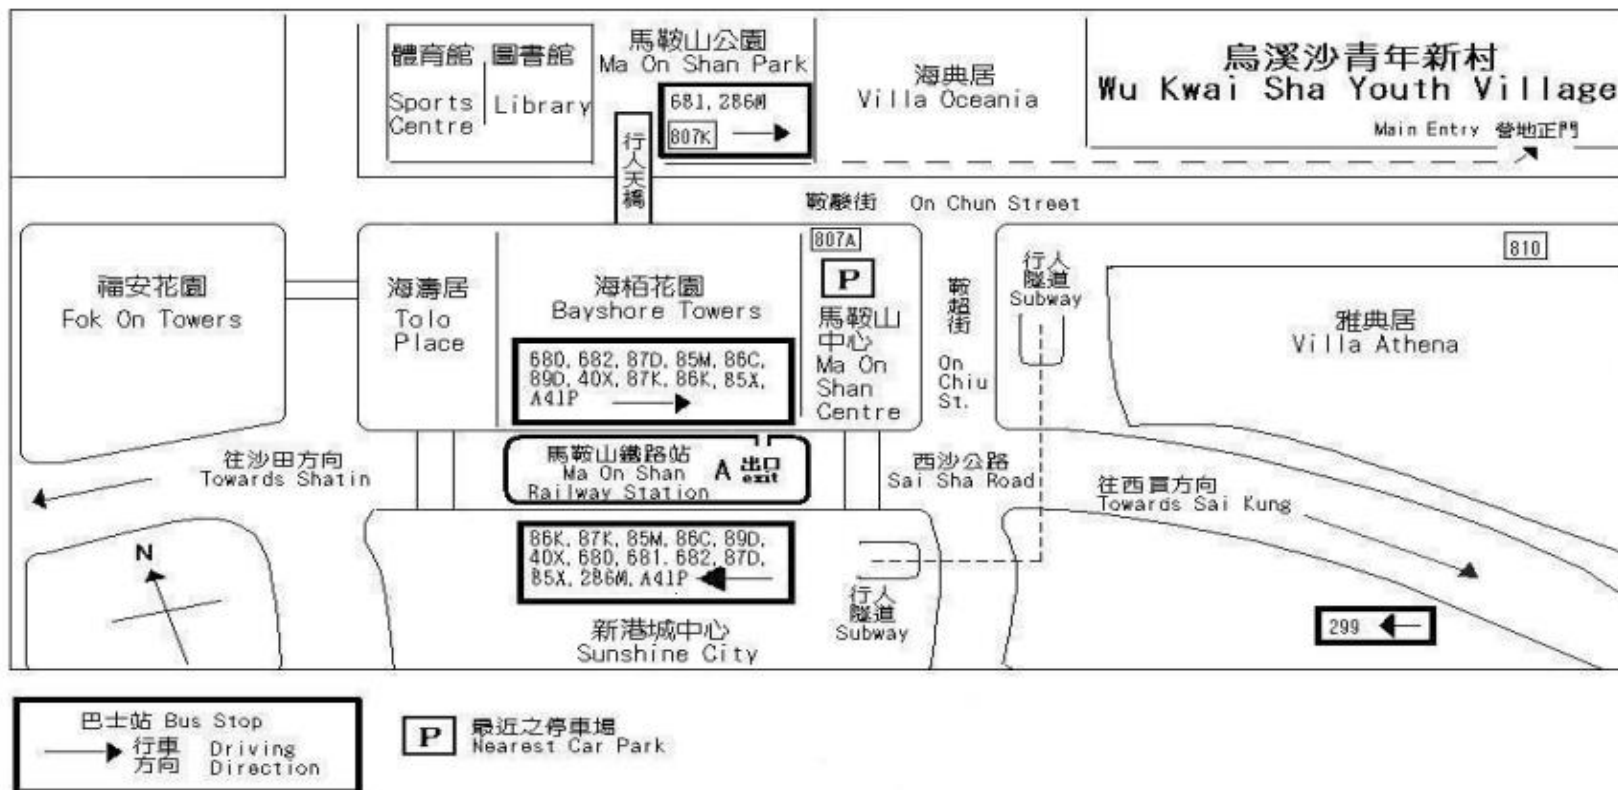 體育館
Sports
Centre
圖書館
Library
馬鞍山公園
Ma On Shan Park
681, 286M
807K
海典居
Villa Oceania
烏溪沙青年新村
Wu Kwai Sha Youth Village
Main Entry 營地正門
行人天橋
鞍駿街 On Chun Street
福安花園
Fok On Towers
海濤居
Tolo
Place
海栢花園
Bayshore Towers
680, 682, 87D, 85M, 86C,
89D, 40X, 87K, 86K, 85X,
A41P
807A
P
馬鞍山
中心
Ma On
Shan
Centre
鞍超街
On
Chiu
St.
行人
隧道
Subway
810
雅典居
Villa Athena
往沙田方向
Towards Shatin
馬鞍山鐵路站
Ma On Shan
Railway Station
A 出口
exit
西沙公路
Sai Sha Road
往西貢方向
Towards Sai Kung
N
86K, 87K, 85M, 86C, 89D,
40X, 680, 681. 682, 87D,
85X, 286M, A41P
新港城中心
Sunshine City
行人
隧道
Subway
299
巴士站 Bus Stop
行車 Driving
方向 Direction
P
最近之停車場
Nearest Car Park